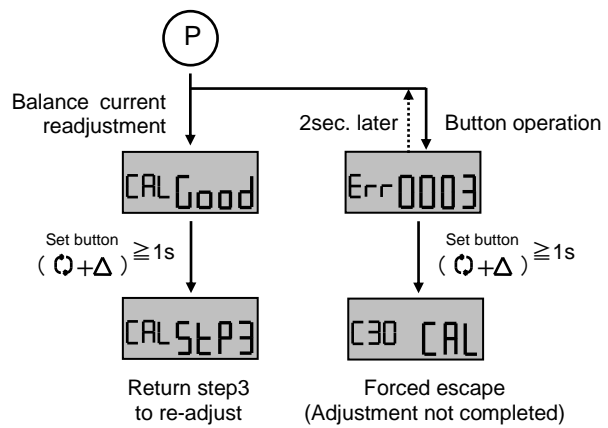 P
Balance current
readjustment
2sec. later
Button operation
CAL Good
Err 0003
Set button
( + △ ) ≧1s
Set button
( + △ ) ≧1s
CAL StP3
C30 CAL
Return step3
to re-adjust
Forced escape
(Adjustment not completed)